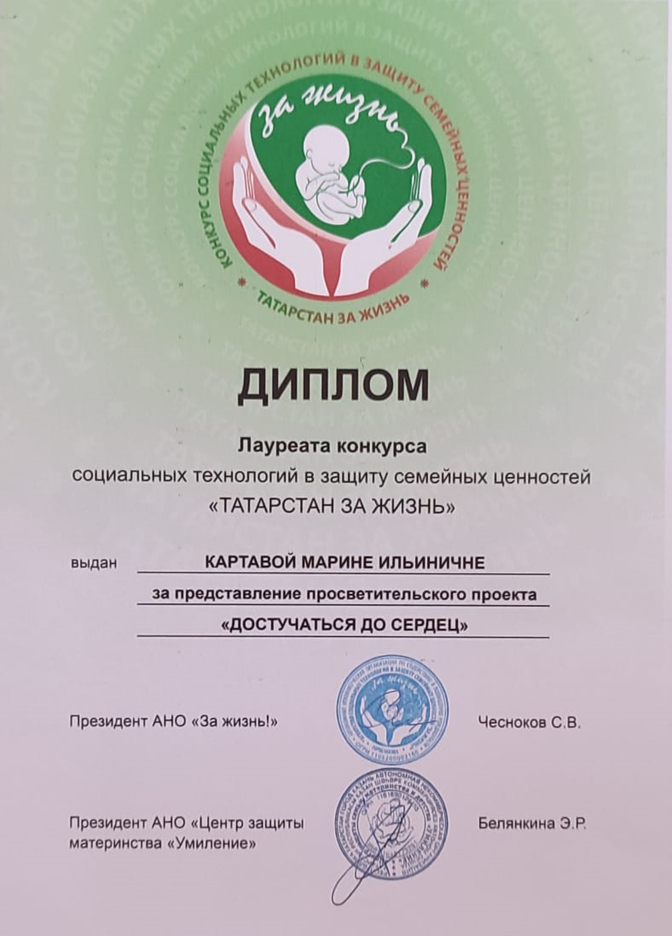 КОНКУРС СОЦИАЛЬНЫХ ТЕХНОЛОГИЙ В ЗАЩИТУ СЕМЕЙНЫХ ЦЕННОСТЕЙ
за жизнь
* ТАТАРСТАН ЗА ЖИЗНЬ *
ДИПЛОМ
Лауреата конкурса
социальных технологий в защиту семейных ценностей
«ТАТАРСТАН ЗА ЖИЗНЬ»
выдан КАРТАВОЙ МАРИНЕ ИЛЬИНИЧНЕ
за представление просветительского проекта
«ДОСТУЧАТЬСЯ ДО СЕРДЕЦ»
за жизнь
Президент АНО «За жизнь!» Чесноков С.В.
Президент АНО «Центр защиты Белянкина Э.Р.
материнства «Умиление»